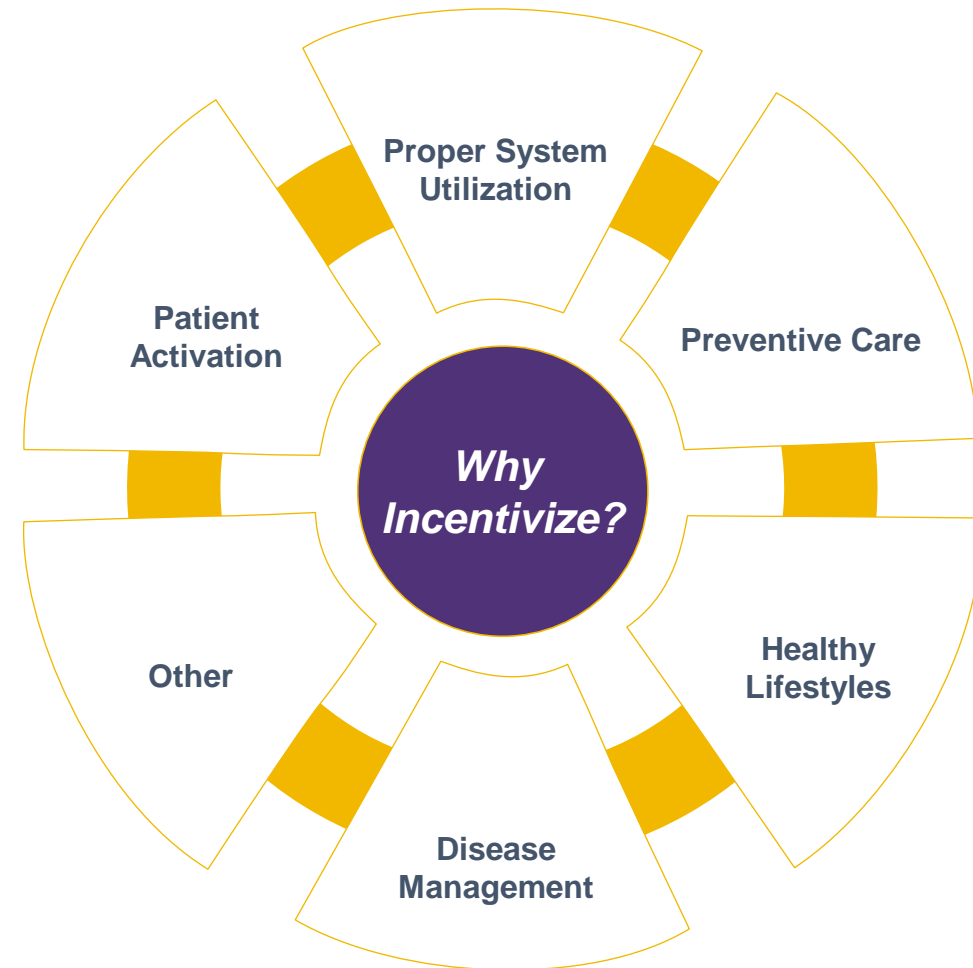 Proper System
Utilization
Preventive Care
Healthy
Lifestyles
Disease
Management
Other
Patient
Activation
Why
Incentivize?